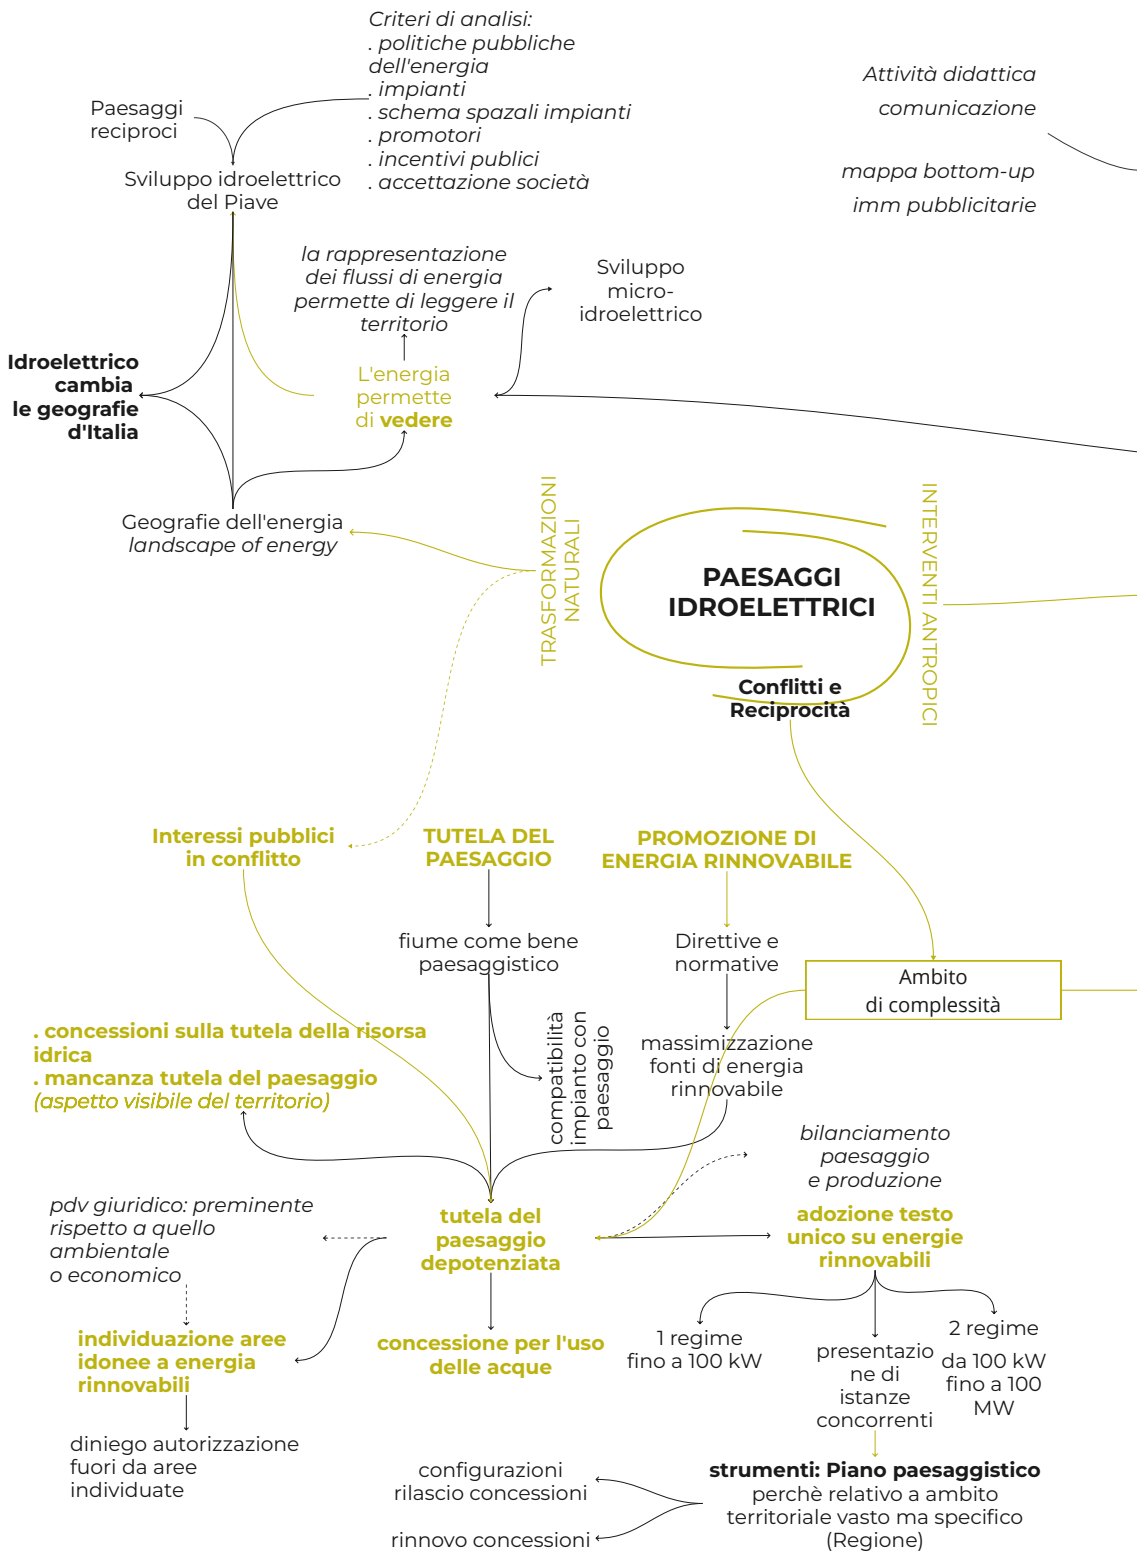 Criteri di analisi:
. politiche pubbliche
dell'energia
. impianti
. schema spazali impianti
. promotori
. incentivi publici
. accettazione società
Paesaggi
reciproci
Attività didattica
comunicazione
mappa bottom-up
imm pubblicitarie
Sviluppo idroelettrico
del Piave
la rappresentazione
dei flussi di energia
permette di leggere il
territorio
Sviluppo
micro-
idroelettrico
Idroelettrico
cambia
le geografie
d'Italia
L'energia
permette
di vedere
Geografie dell'energia
landscape of energy
TRASFORMAZIONI
NATURALI
PAESAGGI
IDROELETTRICI
INTERVENTI ANTROPICI
Conflitti e
Reciprocità
Interessi pubblici
in conflitto
TUTELA DEL
PAESAGGIO
PROMOZIONE DI
ENERGIA RINNOVABILE
fiume come bene
paesaggistico
Direttive e
normative
Ambito
di complessità
. concessioni sulla tutela della risorsa
idrica
. mancanza tutela del paesaggio
(aspetto visibile del territorio)
compatibilità
impianto con
paesaggio
massimizzazione
fonti di energia
rinnovabile
bilanciamento
paesaggio
e produzione
pdv giuridico: preminente
rispetto a quello
ambientale
o economico
tutela del
paesaggio
depotenziata
adozione testo
unico su energie
rinnovabili
individuazione aree
idonee a energia
rinnovabili
concessione per l'uso
delle acque
1 regime
fino a 100 kW
presentazio
ne di
istanze
concorrenti
2 regime
da 100 kW
fino a 100
MW
diniego autorizzazione
fuori da aree
individuate
configurazioni
rilascio concessioni
rinnovo concessioni
strumenti: Piano paesaggistico
perchè relativo a ambito
territoriale vasto ma specifico
(Regione)